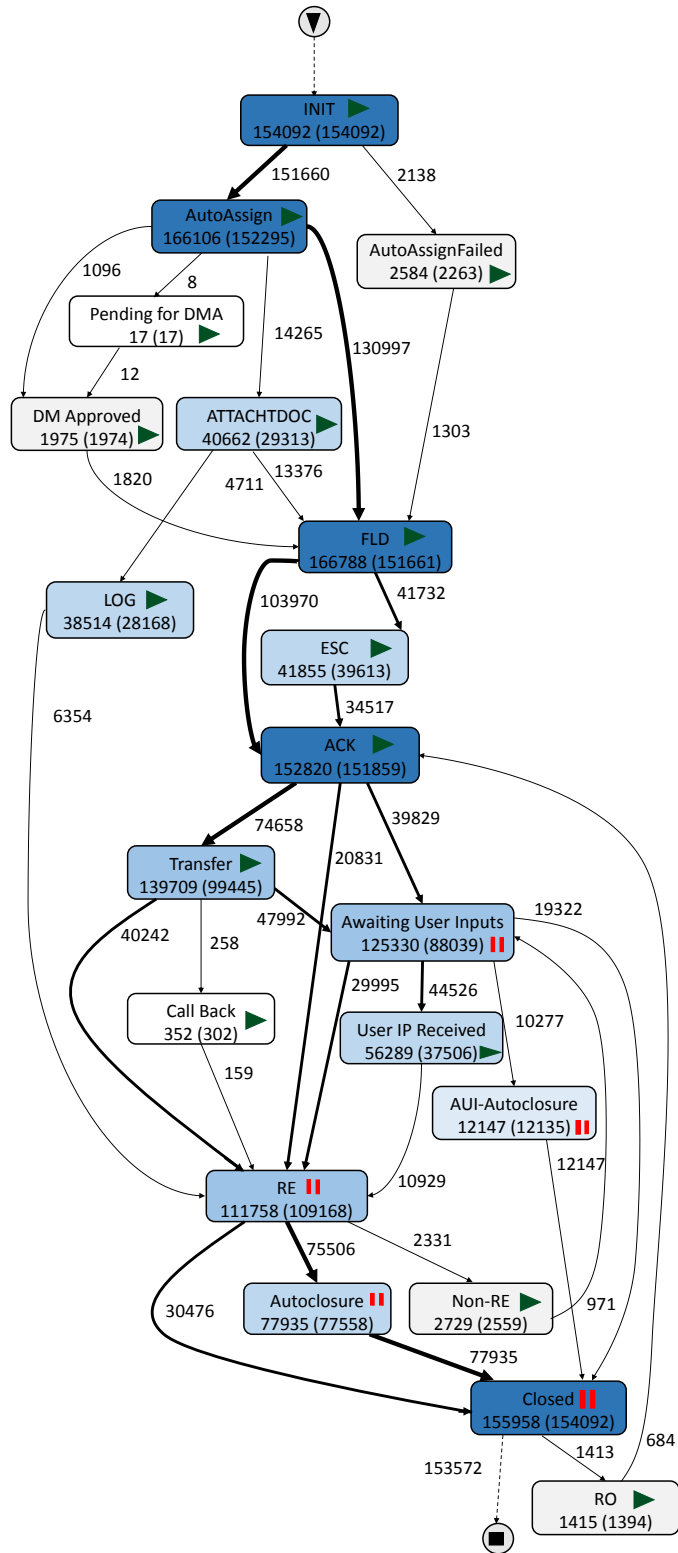 INIT
154092 (154092)
151660
2138
AutoAssign
166106 (152295)
AutoAssignFailed
2584 (2263)
1096
8
Pending for DMA
17 (17)
14265
130997
12
DM Approved
1975 (1974)
ATTACHTDOC
40662 (29313)
1303
1820
4711
13376
FLD
166788 (151661)
103970
41732
LOG
38514 (28168)
ESC
41855 (39613)
6354
34517
ACK
152820 (151859)
74658
20831
39829
Transfer
139709 (99445)
40242
258
47992
Awaiting User Inputs
125330 (88039)
19322
29995
44526
10277
Call Back
352 (302)
User IP Received
56289 (37506)
159
AUI-Autoclosure
12147 (12135)
10929
12147
RE
111758 (109168)
75506
2331
30476
Autoclosure
77935 (77558)
Non-RE
2729 (2559)
971
77935
Closed
155958 (154092)
153572
1413
684
RO
1415 (1394)